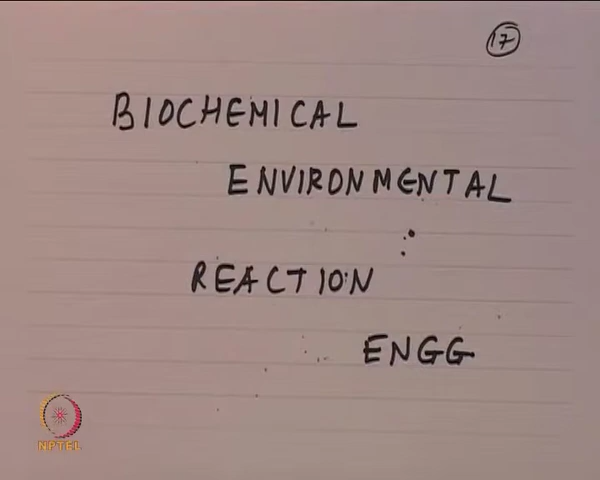 17
BIOCHEMICAL
ENVIRONMENTAL
REACTION
ENGG
NPTEL